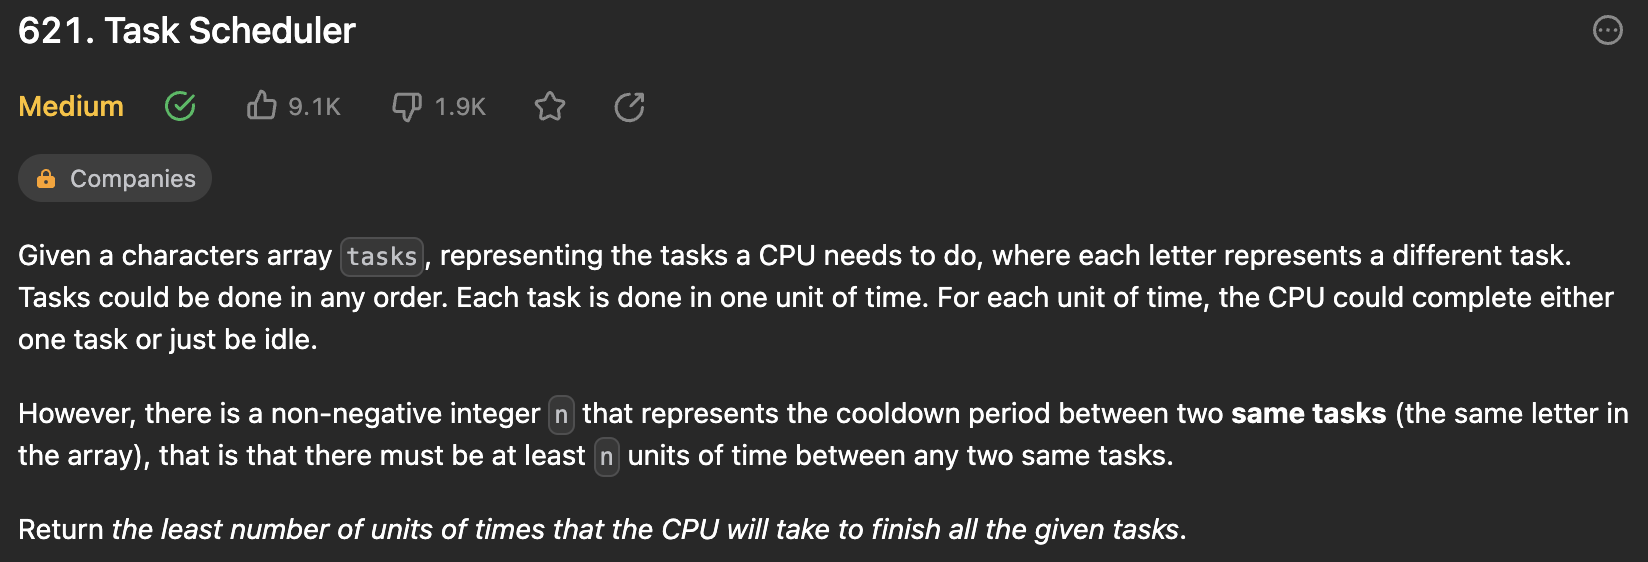 621. Task Scheduler
Medium 9.1K 1.9K
Companies
Given a characters array tasks, representing the tasks a CPU needs to do, where each letter represents a different task.
Tasks could be done in any order. Each task is done in one unit of time. For each unit of time, the CPU could complete either
one task or just be idle.
However, there is a non-negative integer n that represents the cooldown period between two same tasks (the same letter in
the array), that is that there must be at least n units of time between any two same tasks.
Return the least number of units of times that the CPU will take to finish all the given tasks.